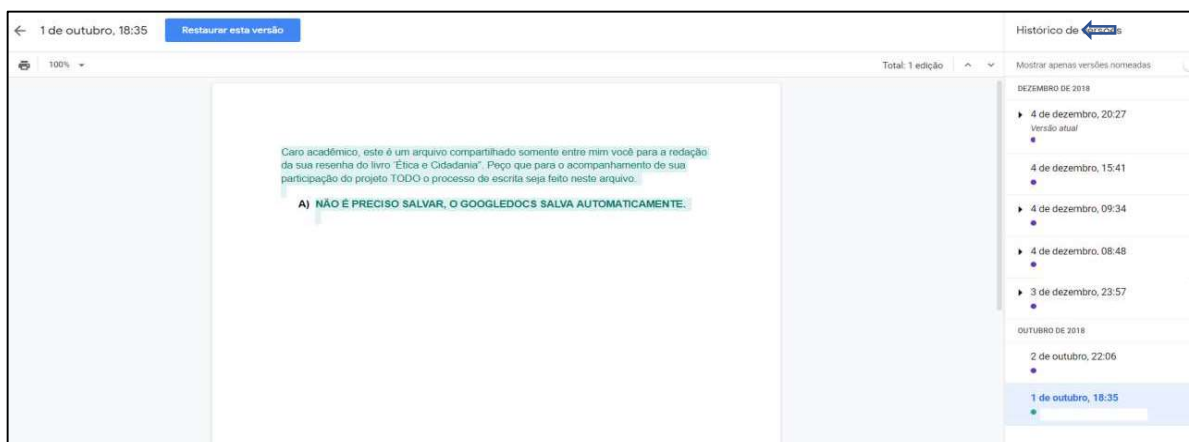 1 de outubro, 18:35
Restaurar esta versão
Histórico de versões
100%
Total: 1 edição
Mostrar apenas versões nomeadas
DEZEMBRO DE 2018
4 de dezembro, 20:27
Versão atual
4 de dezembro, 15:41
4 de dezembro, 09:34
4 de dezembro, 08:48
3 de dezembro, 23:57
OUTUBRO DE 2018
2 de outubro, 22:06
1 de outubro, 18:35
Caro acadêmico, este é um arquivo compartilhado somente entre mim você para a redação
da sua resenha do livro 'Ética e Cidadania". Peço que para o acompanhamento de sua
participação do projeto TODO o processo de escrita seja feito neste arquivo.
A) NÃO É PRECISO SALVAR, O GOOGLEDOCS SALVA AUTOMATICAMENTE.